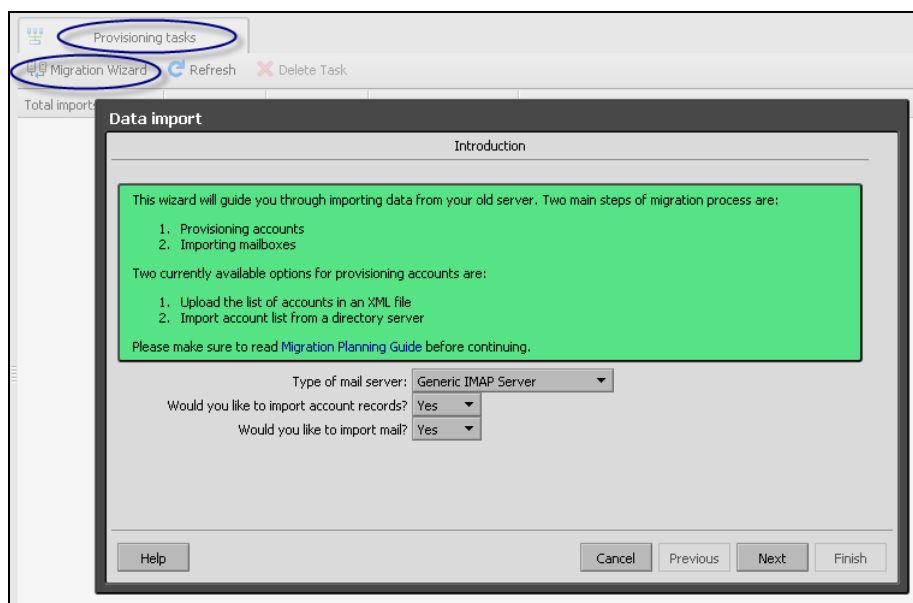 Provisioning tasks
Migration Wizard Refresh Delete Task
Total imports
Data import
Introduction
This wizard will guide you through importing data from your old server. Two main steps of migration process are:
1. Provisioning accounts
2. Importing mailboxes
Two currently available options for provisioning accounts are:
1. Upload the list of accounts in an XML file
2. Import account list from a directory server
Please make sure to read Migration Planning Guide before continuing.
Type of mail server: Generic IMAP Server
Would you like to import account records? Yes
Would you like to import mail? Yes
Help Cancel Previous Next Finish